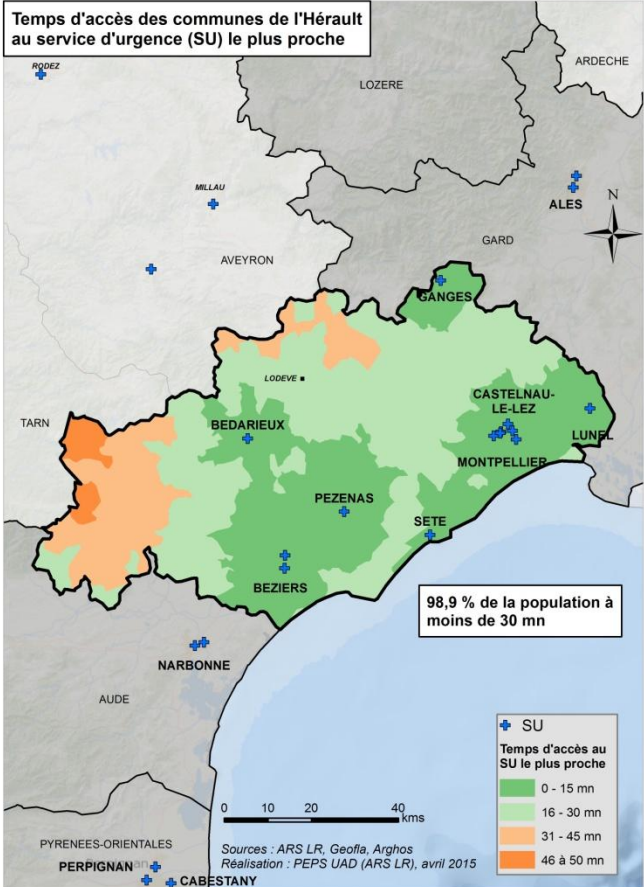 Temps d'accès des communes de l'Hérault
au service d'urgence (SU) le plus proche
RODEZ
ARDECHE
LOZERE
MILLAU
ALES
N
GARD
AVEYRON
GANGES
LODEVE
TARN
BEDARIEUX
CASTELNAU-
LE-LEZ
LUNEL
MONTPELLIER
PEZENAS
SETE
BEZIERS
98,9 % de la population à
moins de 30 mn
NARBONNE
AUDE
SU
Temps d'accès au
SU le plus proche
0 - 15 mn
16 - 30 mn
31 - 45 mn
46 à 50 mn
0 10 20 40
kms
PYRENEES-ORIENTALES
Sources : ARS LR, Geofla, Arghos
Réalisation : PEPS UAD (ARS LR), avril 2015
PERPIGNAN
CABESTANY